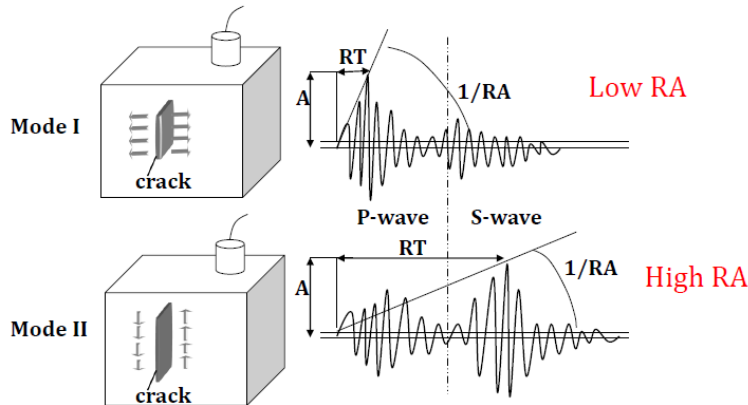 RT
A
1/RA
Low RA
Mode I
crack
P-wave
S-wave
RT
A
1/RA
High RA
Mode II
crack